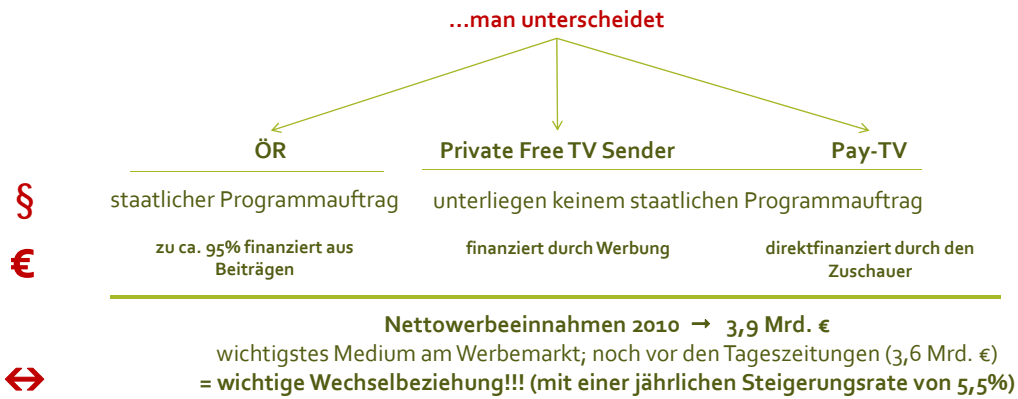 ...man unterscheidet
ÖR
Private Free TV Sender
Pay-TV
§
staatlicher Programmauftrag
unterliegen keinem staatlichen Programmauftrag
€
zu ca. 95% finanziert aus
Beiträgen
finanziert durch Werbung
direktfinanziert durch den
Zuschauer
Nettowerbeeinnahmen 2010 → 3,9 Mrd. €
wichtigstes Medium am Werbemarkt; noch vor den Tageszeitungen (3,6 Mrd. €)
↔
= wichtige Wechselbeziehung!!! (mit einer jährlichen Steigerungsrate von 5,5%)